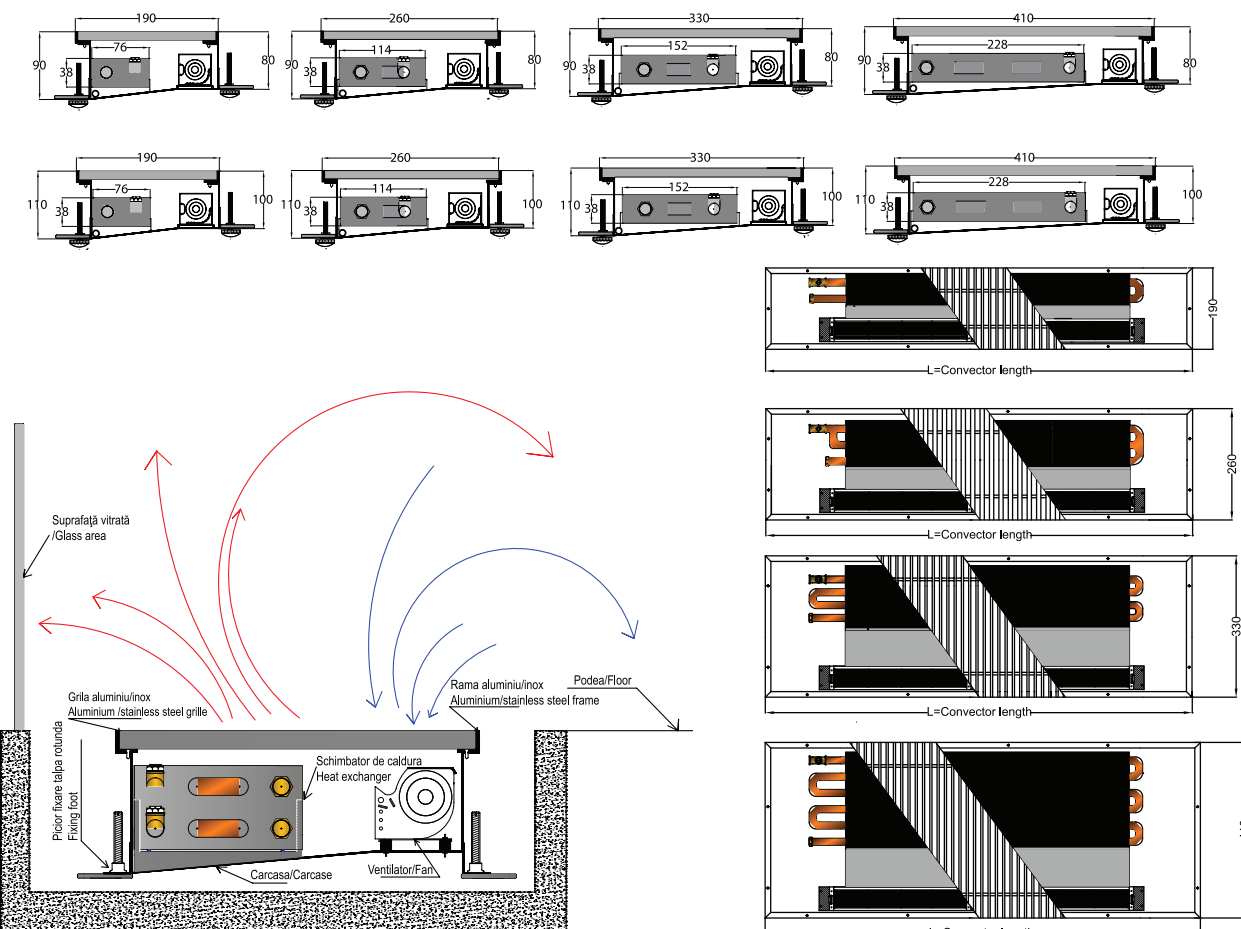 190
76
90
38
80
260
114
90
38
80
330
152
90
38
80
410
228
90
38
80
190
76
110
38
100
260
114
110
38
100
330
152
110
38
100
410
228
110
38
100
190
L=Convector length
260
L=Convector length
330
L=Convector length
Suprafaţă vitrată
/Glass area
Grila aluminiu/inox
Aluminium /stainless steel grille
Rama aluminiu/inox
Aluminium/stainless steel frame
Podea/Floor
Picior fixare talpa rotunda
Fixing foot
Schimbator de caldura
Heat exchanger
Carcasa/Carcase
Ventilator/Fan